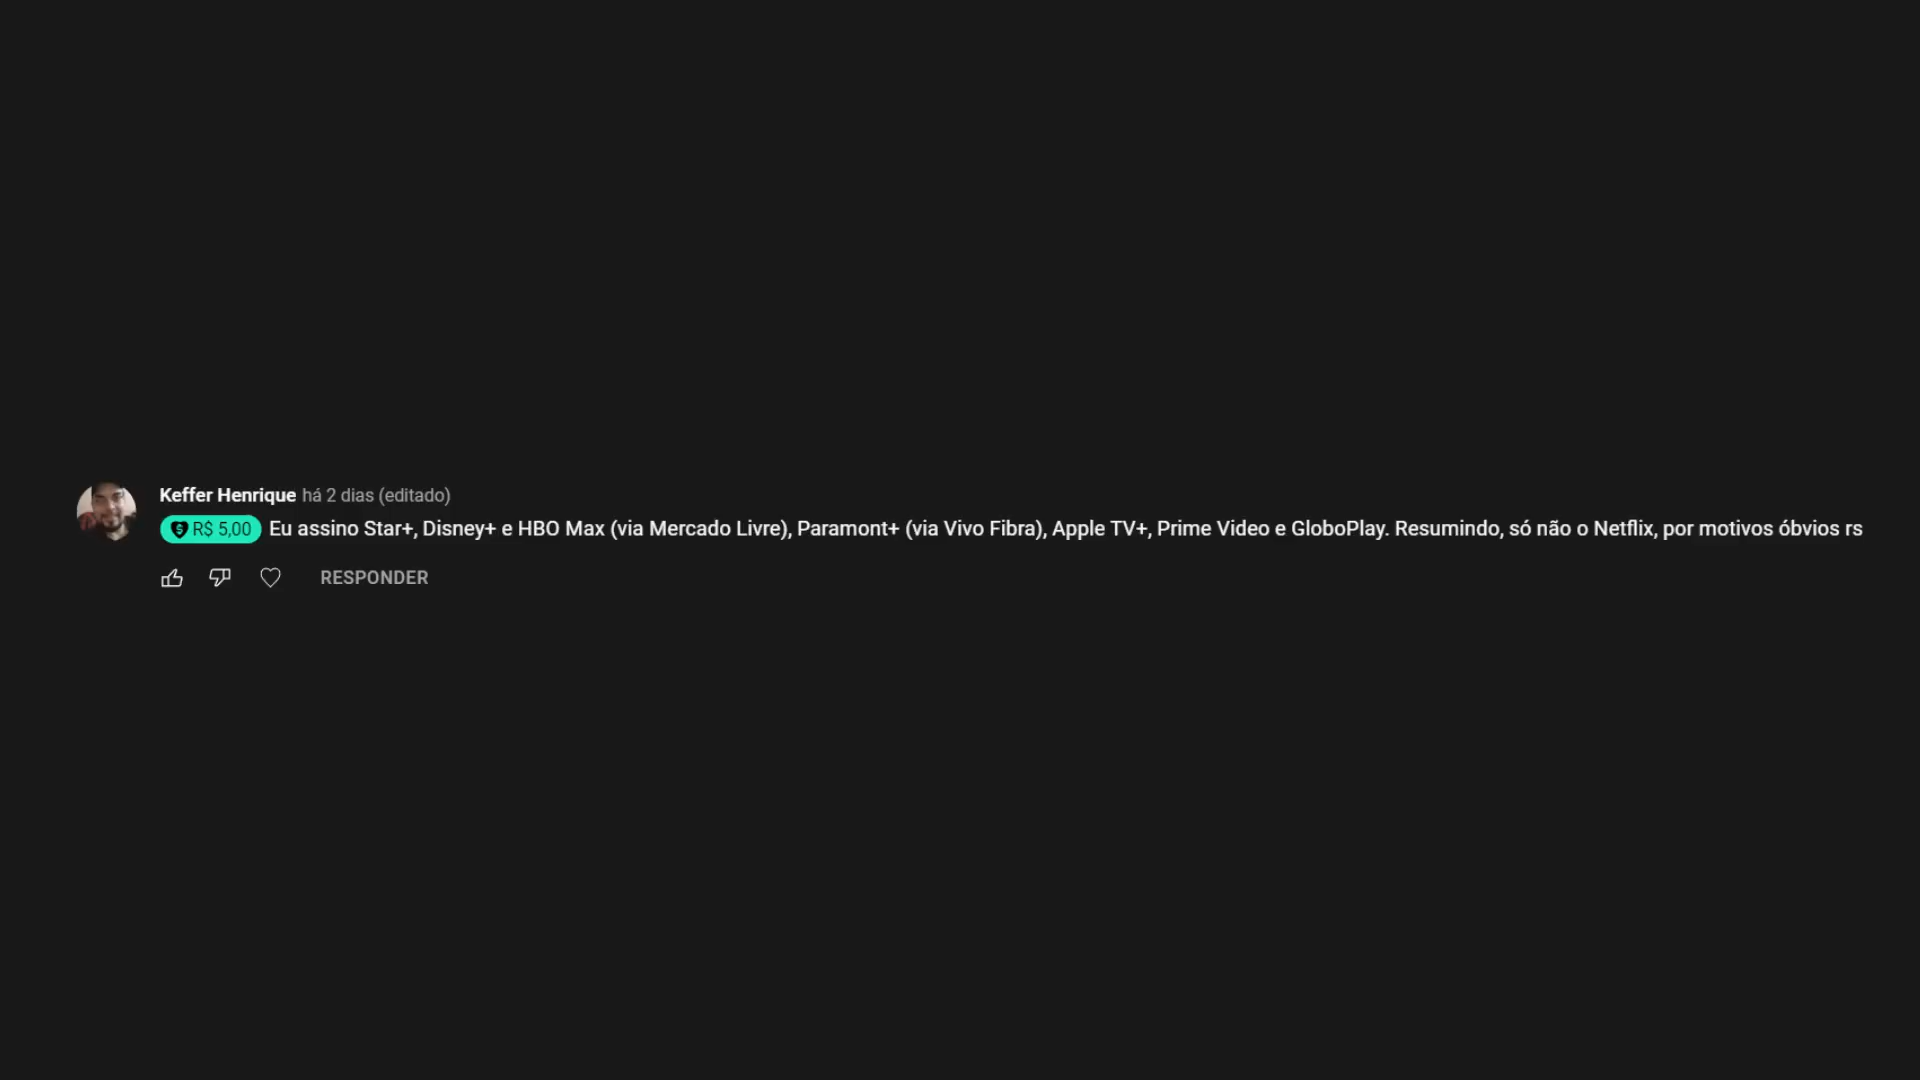 Keffer Henrique há 2 dias (editado)
R$ 5,00 Eu assino Star+, Disney+ e HBO Max (via Mercado Livre), Paramont+ (via Vivo Fibra), Apple TV+, Prime Video e GloboPlay. Resumindo, só não o Netflix, por motivos óbvios rs
RESPONDER